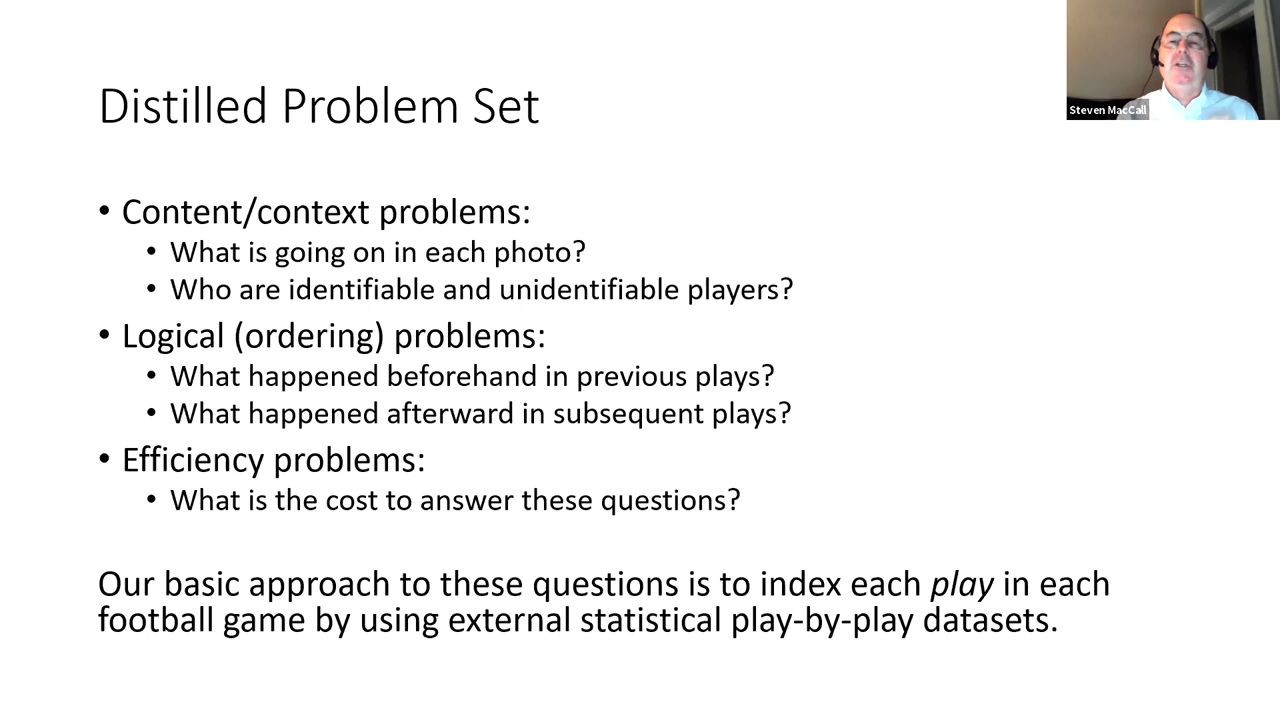 Steven MacCall
Distilled Problem Set
• Content/context problems:
• What is going on in each photo?
• Who are identifiable and unidentifiable players?
• Logical (ordering) problems:
• What happened beforehand in previous plays?
• What happened afterward in subsequent plays?
• Efficiency problems:
• What is the cost to answer these questions?
Our basic approach to these questions is to index each play in each
football game by using external statistical play-by-play datasets.